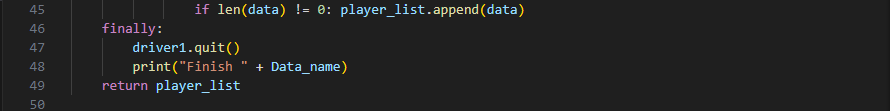 45 if len(data) != 0: player_list.append(data)
46 finally:
47 driver1.quit()
48 print("Finish " + Data_name)
49 return player_list
50